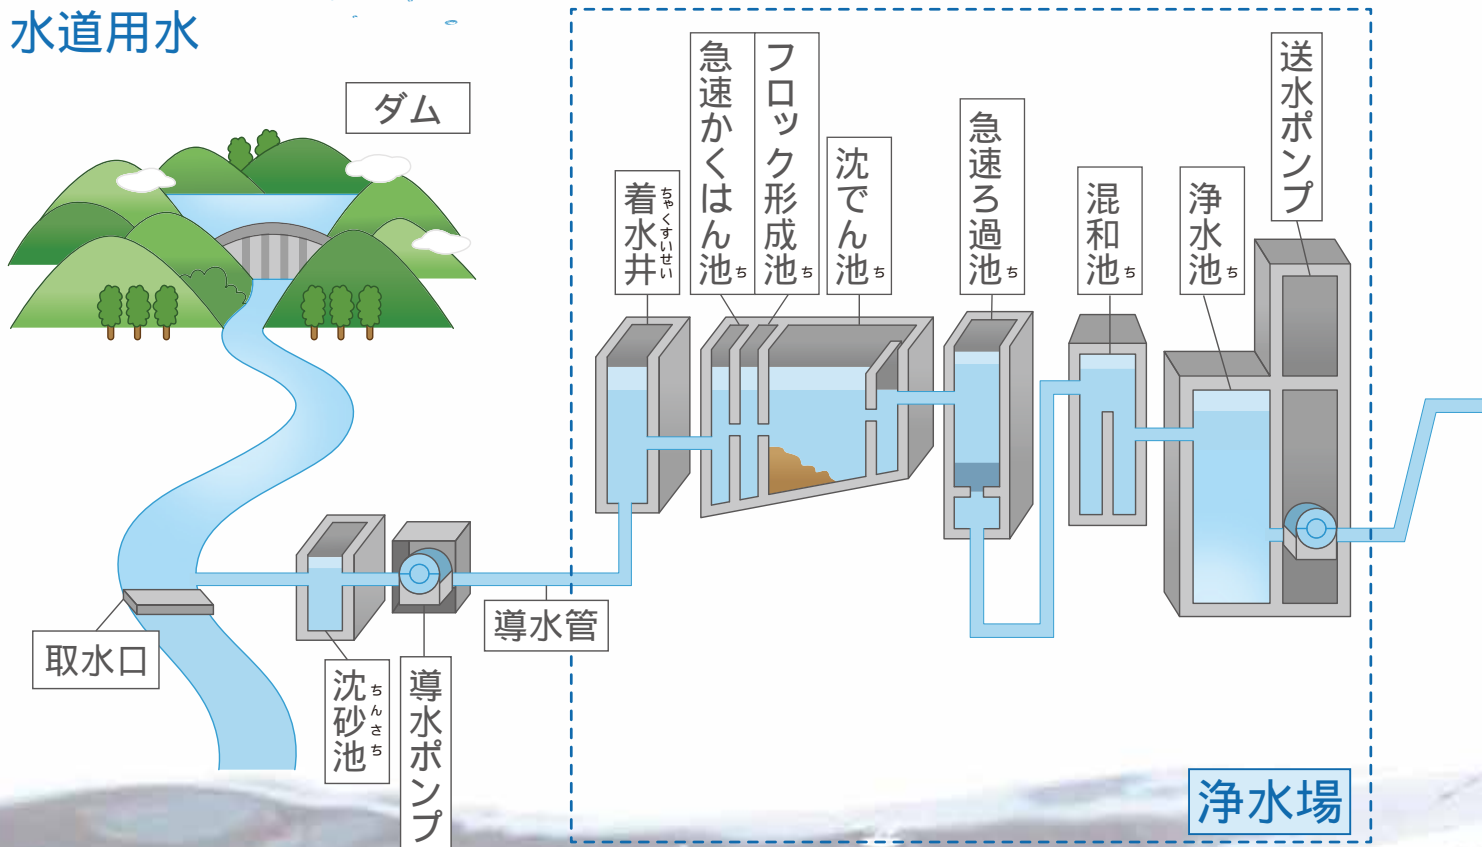 水道用水
ダム
取水口
沈砂池
ちんさち
導水ポンプ
導水管
着水井
ちゃくすいせい
急速かくはん池
ち
フロック形成池
ち
沈でん池
ち
急速ろ過池
ち
混和池
ち
浄水池
ち
送水ポンプ
浄水場